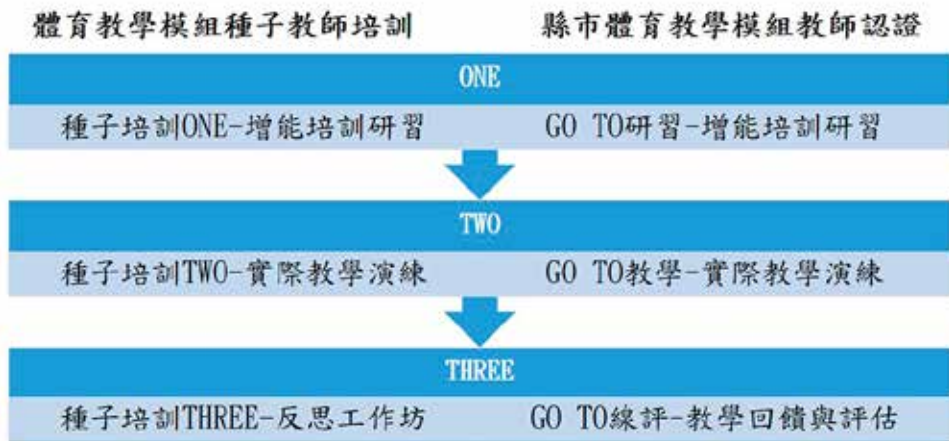 體育教學模組種子教師培訓 縣市體育教學模組教師認證
ONE
種子培訓ONE-增能培訓研習 GO TO研習-增能培訓研習
TWO
種子培訓TWO-實際教學演練 GO TO教學-實際教學演練
THREE
種子培訓THREE-反思工作坊 GO TO線評-教學回饋與評估